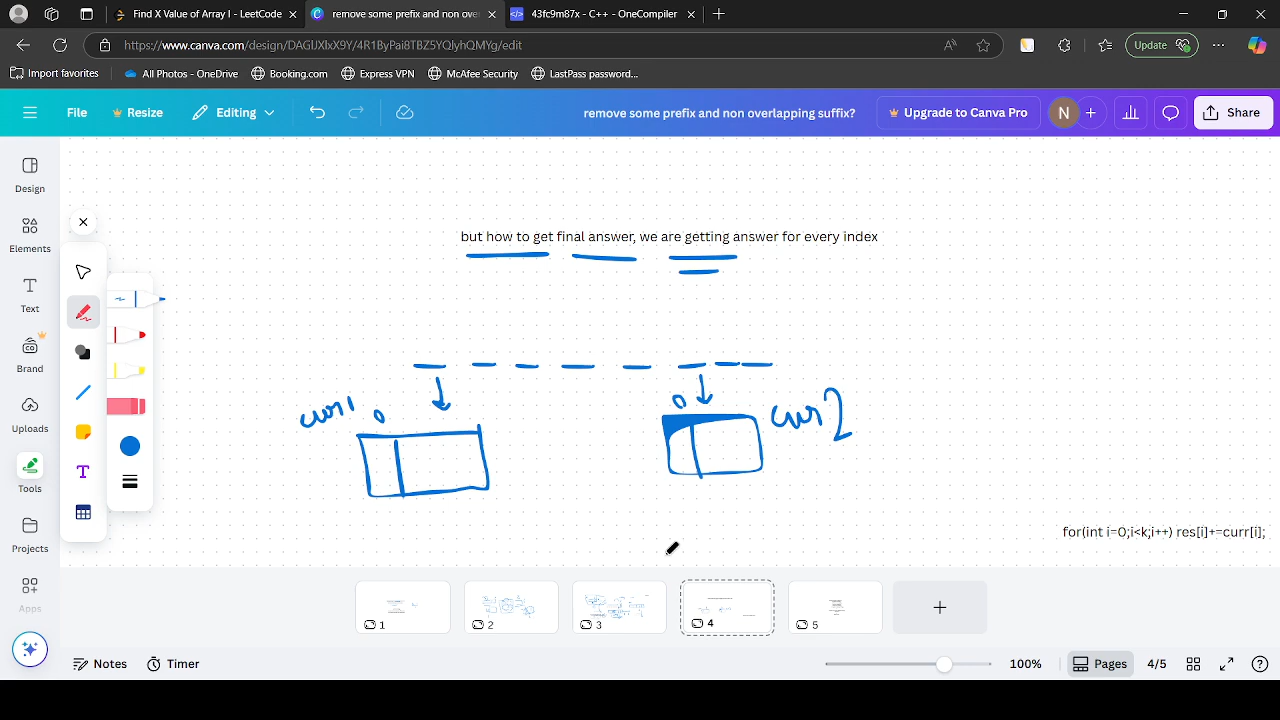 Find X Value of Array I - LeetCode
remove some prefix and non over
43fc9m87x - C++ - OneCompiler
https://www.canva.com/design/DAGIJXlxX9Y/4R1ByPai8TBZ5YQlyhQMYg/edit
Update
Import favorites
All Photos - OneDrive
Booking.com
Express VPN
McAfee Security
LastPass password...
File
Resize
Editing
remove some prefix and non overlapping suffix?
Upgrade to Canva Pro
N
Share
Design
Elements
Text
Brand
Uploads
Tools
Projects
Apps
but how to get final answer, we are getting answer for every index
curr1
0
0
curr2
for(int i=0;i<k;i++) res[i]+=curr[i];
1
2
3
4
5
Notes
Timer
100%
Pages
4/5